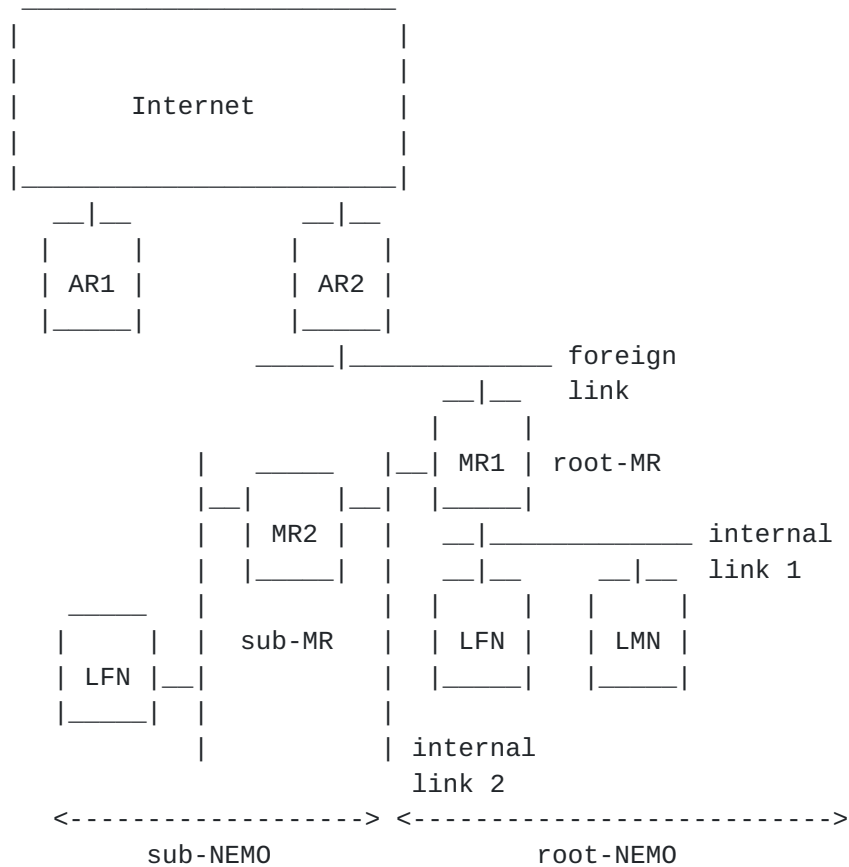 Internet
AR1 AR2
foreign
link
MR1 root-MR
MR2 internal
link 1
sub-MR LFN LMN
LFN
internal
link 2
<-------------------> <---------------------------->
sub-NEMO root-NEMO